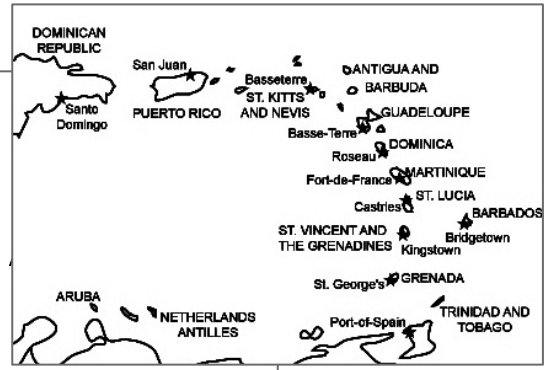 DOMINICAN
REPUBLIC
San Juan
Santo
Domingo
PUERTO RICO
Basseterre
ST. KITTS
AND NEVIS
ANTIGUA AND
BARBUDA
GUADELOUPE
Basse-Terre
DOMINICA
Roseau
MARTINIQUE
Fort-de-France
ST. LUCIA
Castries
BARBADOS
Bridgetown
ST. VINCENT AND
THE GRENADINES
Kingstown
St. George's
GRENADA
ARUBA
NETHERLANDS
ANTILLES
TRINIDAD AND
TOBAGO
Port-of-Spain